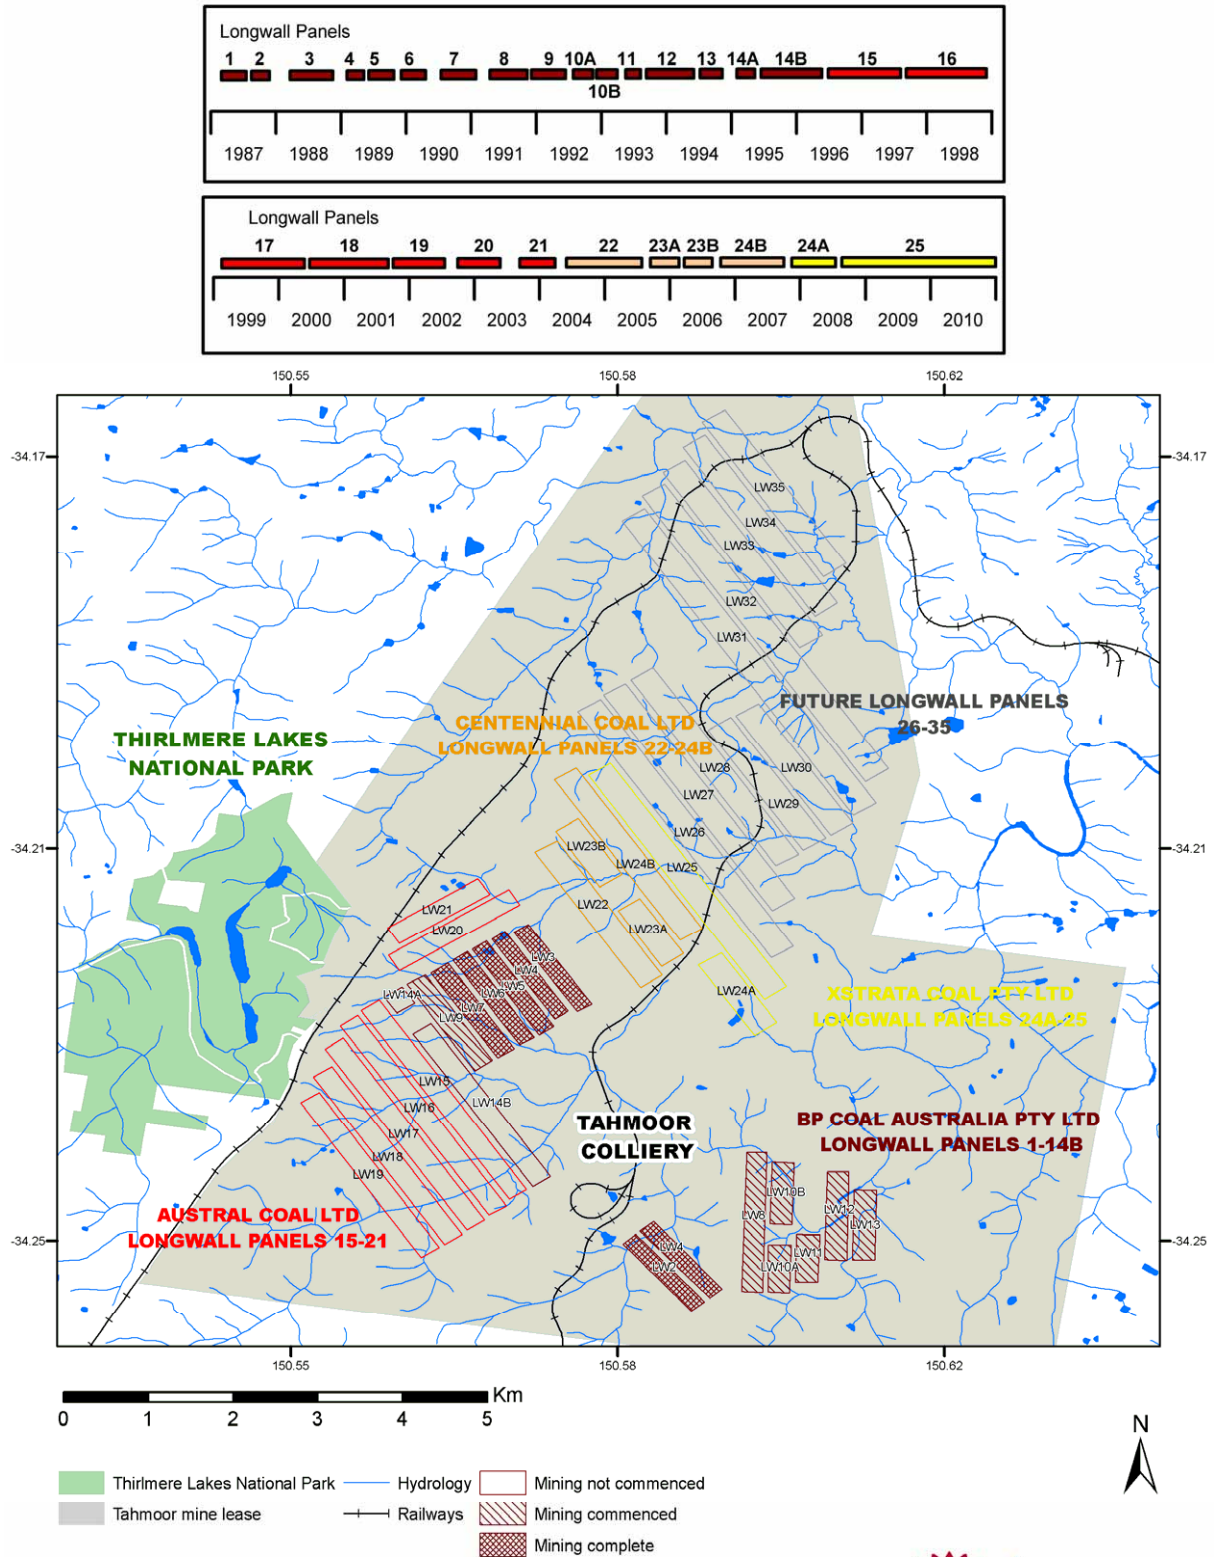 Longwall Panels
1 2 3 4 5 6 7 8 9 10A 11 12 13 14A 14B 15 16
10B
1987 1988 1989 1990 1991 1992 1993 1994 1995 1996 1997 1998
Longwall Panels
17 18 19 20 21 22 23A 23B 24B 24A 25
1999 2000 2001 2002 2003 2004 2005 2006 2007 2008 2009 2010
150.55 150.58 150.62
-34.17 -34.17
LW35
LW34
LW33
LW32
LW31
FUTURE LONGWALL PANELS
26-35
CENTENNIAL COAL LTD
LONGWALL PANELS 22-24B
THIRLMERE LAKES
NATIONAL PARK
LW28 LW30
LW27
LW29
LW26
-34.21 -34.21
LW23B
LW24B
LW25
LW22
LW21
LW20
LW23A
LW3
LW4
LW5
LW6
LW7
LW9
LW14A
LW24A
XSTRATA COAL PTY LTD
LONGWALL PANELS 24A-25
LW15
LW14B
LW16
LW17
LW18
LW19
TAHMOOR
COLLIERY
BP COAL AUSTRALIA PTY LTD
LONGWALL PANELS 1-14B
AUSTRAL COAL LTD
LONGWALL PANELS 15-21
LW10B
LW8
LW12
LW13
LW11
LW10A
LW4
LW2
-34.25 -34.25
150.55 150.58 150.62
Km
0 1 2 3 4 5
N
Thirlmere Lakes National Park
Hydrology
Mining not commenced
Tahmoor mine lease
Railways
Mining commenced
Mining complete